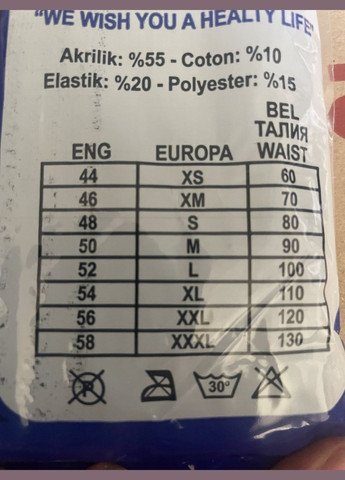 "WE WISH YOU A HEALTY LIFE"
Akrilik: %55 - Coton: %10
Elastik: %20 - Polyester: %15
BEL
ТАЛИЯ
ENG EUROPA WAIST
44 XS 60
46 XM 70
48 S 80
50 M 90
52 L 100
54 XL 110
56 XXL 120
58 XXXL 130
P 30°